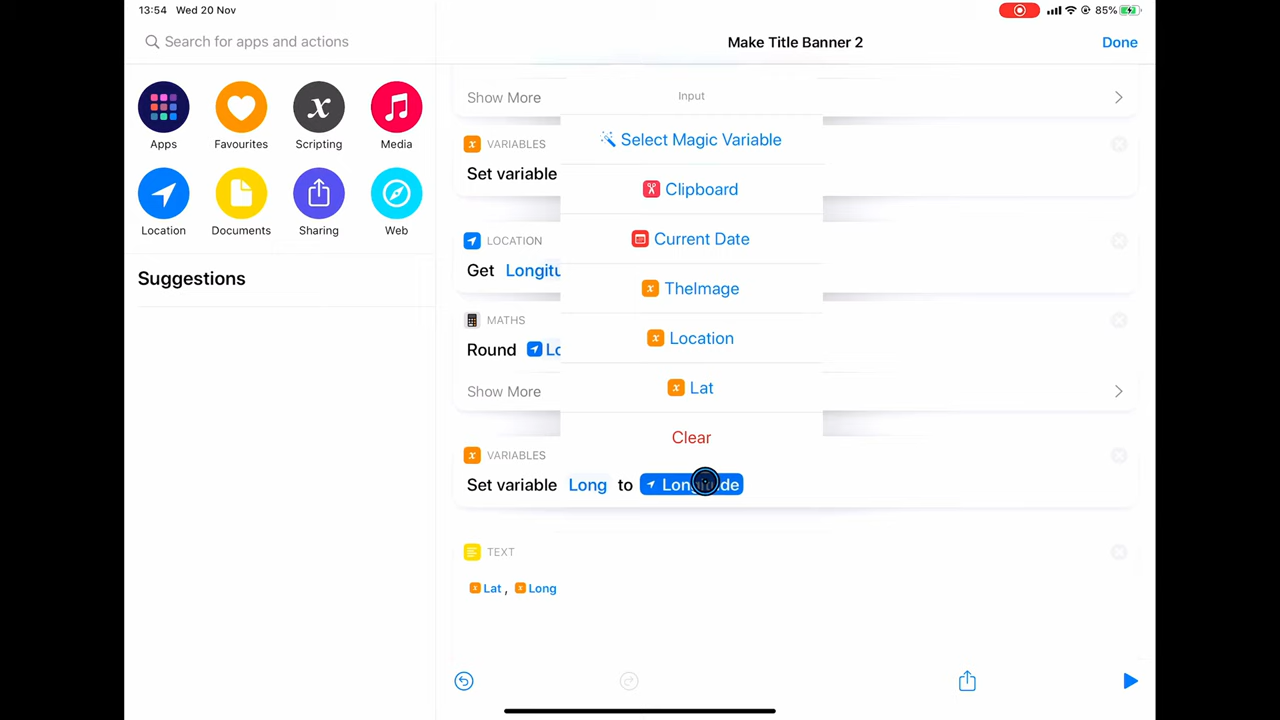 13:54 Wed 20 Nov
85%
Search for apps and actions
Make Title Banner 2
Done
Apps
Favourites
Scripting
Media
Location
Documents
Sharing
Web
Suggestions
Show More
Input
Select Magic Variable
VARIABLES
Set variable
Clipboard
LOCATION
Current Date
Get Longitu
TheImage
MATHS
Location
Round Lo
Show More
Lat
Clear
VARIABLES
Set variable Long to Longitude
TEXT
Lat , Long